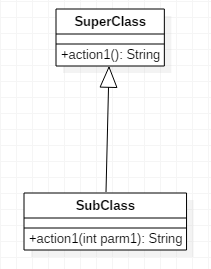 SuperClass
+action1(): String
SubClass
+action1(int parm1): String